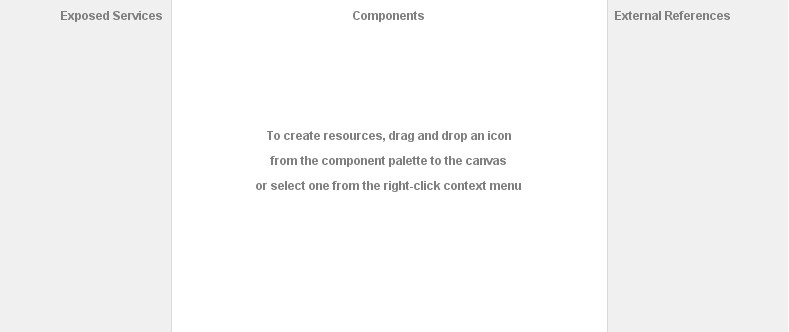 Exposed Services
Components
External References
To create resources, drag and drop an icon
from the component palette to the canvas
or select one from the right-click context menu